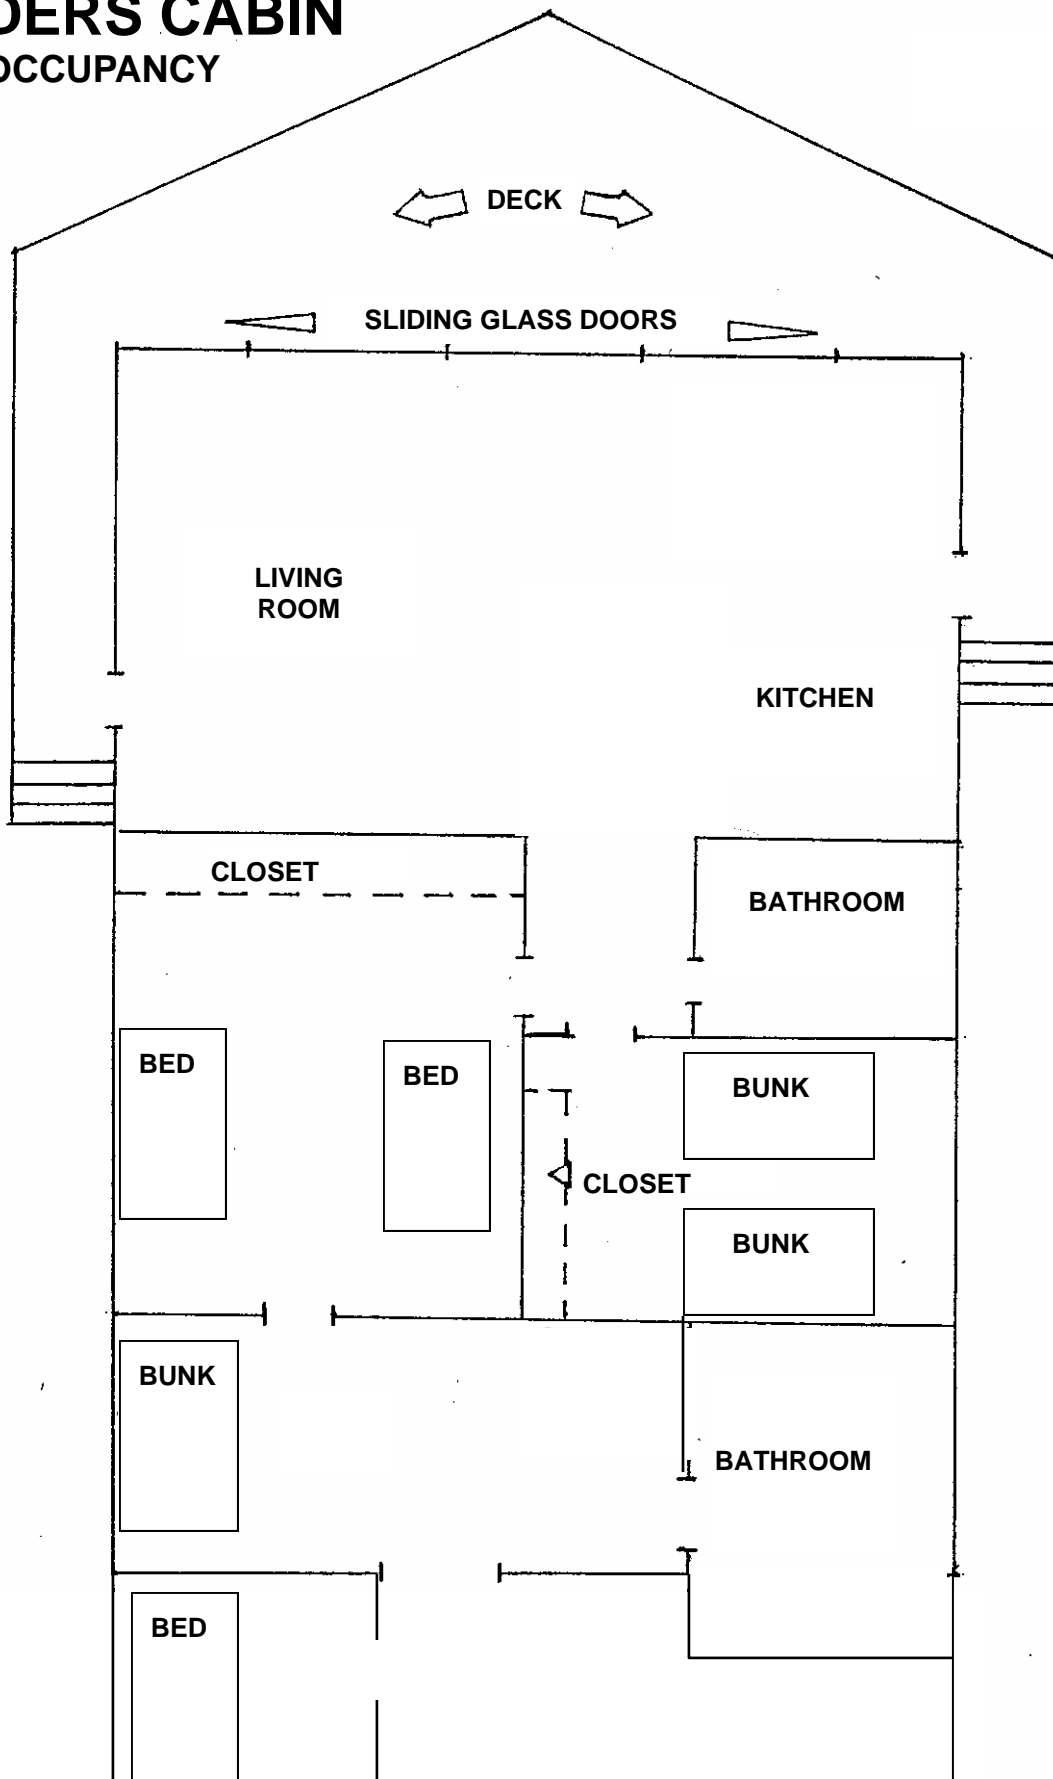 DERS CABIN
OCCUPANCY
DECK
SLIDING GLASS DOORS
LIVING
ROOM
KITCHEN
CLOSET
BATHROOM
BED
BED
BUNK
CLOSET
BUNK
BUNK
BATHROOM
BED